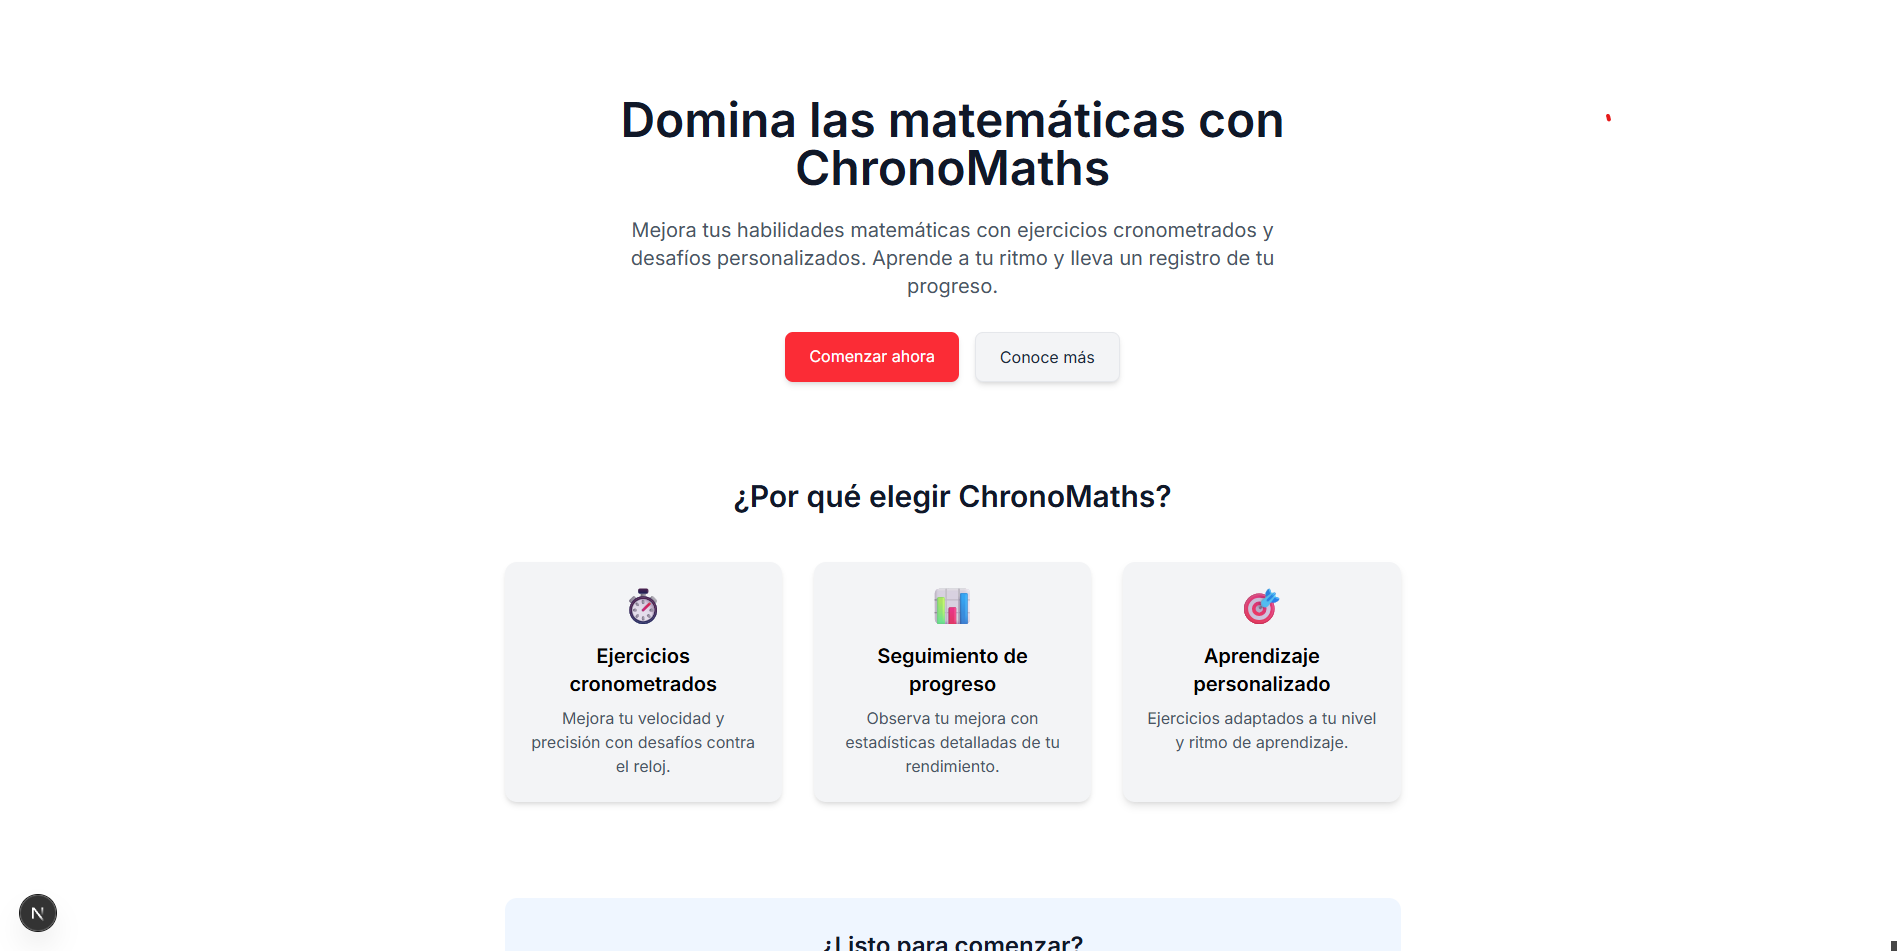 Domina las matemáticas con
ChronoMaths
Mejora tus habilidades matemáticas con ejercicios cronometrados y
desafíos personalizados. Aprende a tu ritmo y lleva un registro de tu
progreso.
Comenzar ahora
Conoce más
¿Por qué elegir ChronoMaths?
Ejercicios
cronometrados
Mejora tu velocidad y
precisión con desafíos contra
el reloj.
Seguimiento de
progreso
Observa tu mejora con
estadísticas detalladas de tu
rendimiento.
Aprendizaje
personalizado
Ejercicios adaptados a tu nivel
y ritmo de aprendizaje.
N
¿Listo para comenzar?